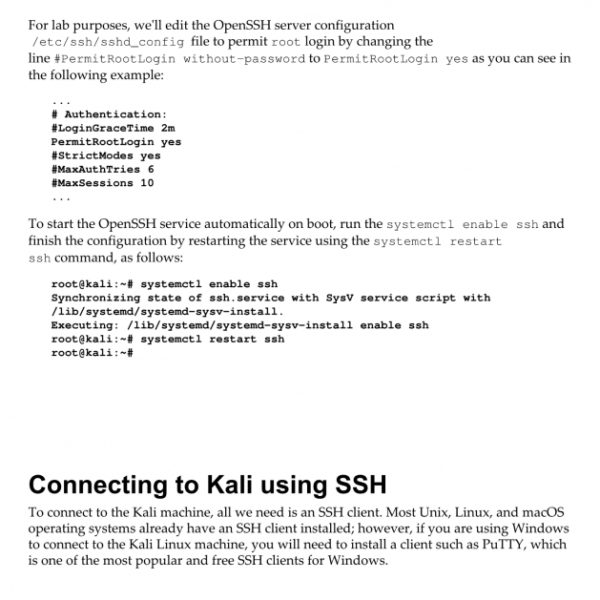 For lab purposes, we'll edit the OpenSSH server configuration
/etc/ssh/sshd_config file to permit root login by changing the
line #PermitRootLogin without-password to PermitRootLogin yes as you can see in
the following example:
...
# Authentication:
#LoginGraceTime 2m
PermitRootLogin yes
#StrictModes yes
#MaxAuthTries 6
#MaxSessions 10
...
To start the OpenSSH service automatically on boot, run the systemctl enable ssh and
finish the configuration by restarting the service using the systemctl restart
ssh command, as follows:
root@kali:~# systemctl enable ssh
Synchronizing state of ssh.service with SysV service script with
/lib/systemd/systemd-sysv-install.
Executing: /lib/systemd/systemd-sysv-install enable ssh
root@kali:~# systemctl restart ssh
root@kali:~#
Connecting to Kali using SSH
To connect to the Kali machine, all we need is an SSH client. Most Unix, Linux, and macOS
operating systems already have an SSH client installed; however, if you are using Windows
to connect to the Kali Linux machine, you will need to install a client such as PuTTY, which
is one of the most popular and free SSH clients for Windows.